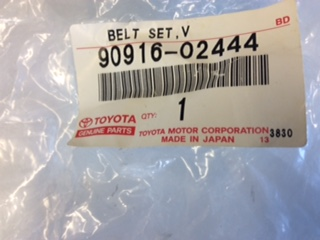 BELT SET,V
BD
90916-02444
TOYOTA
GENUINE PARTS
QTY:
1
TOYOTA MOTOR CORPORATION
3830
MADE IN JAPAN
13